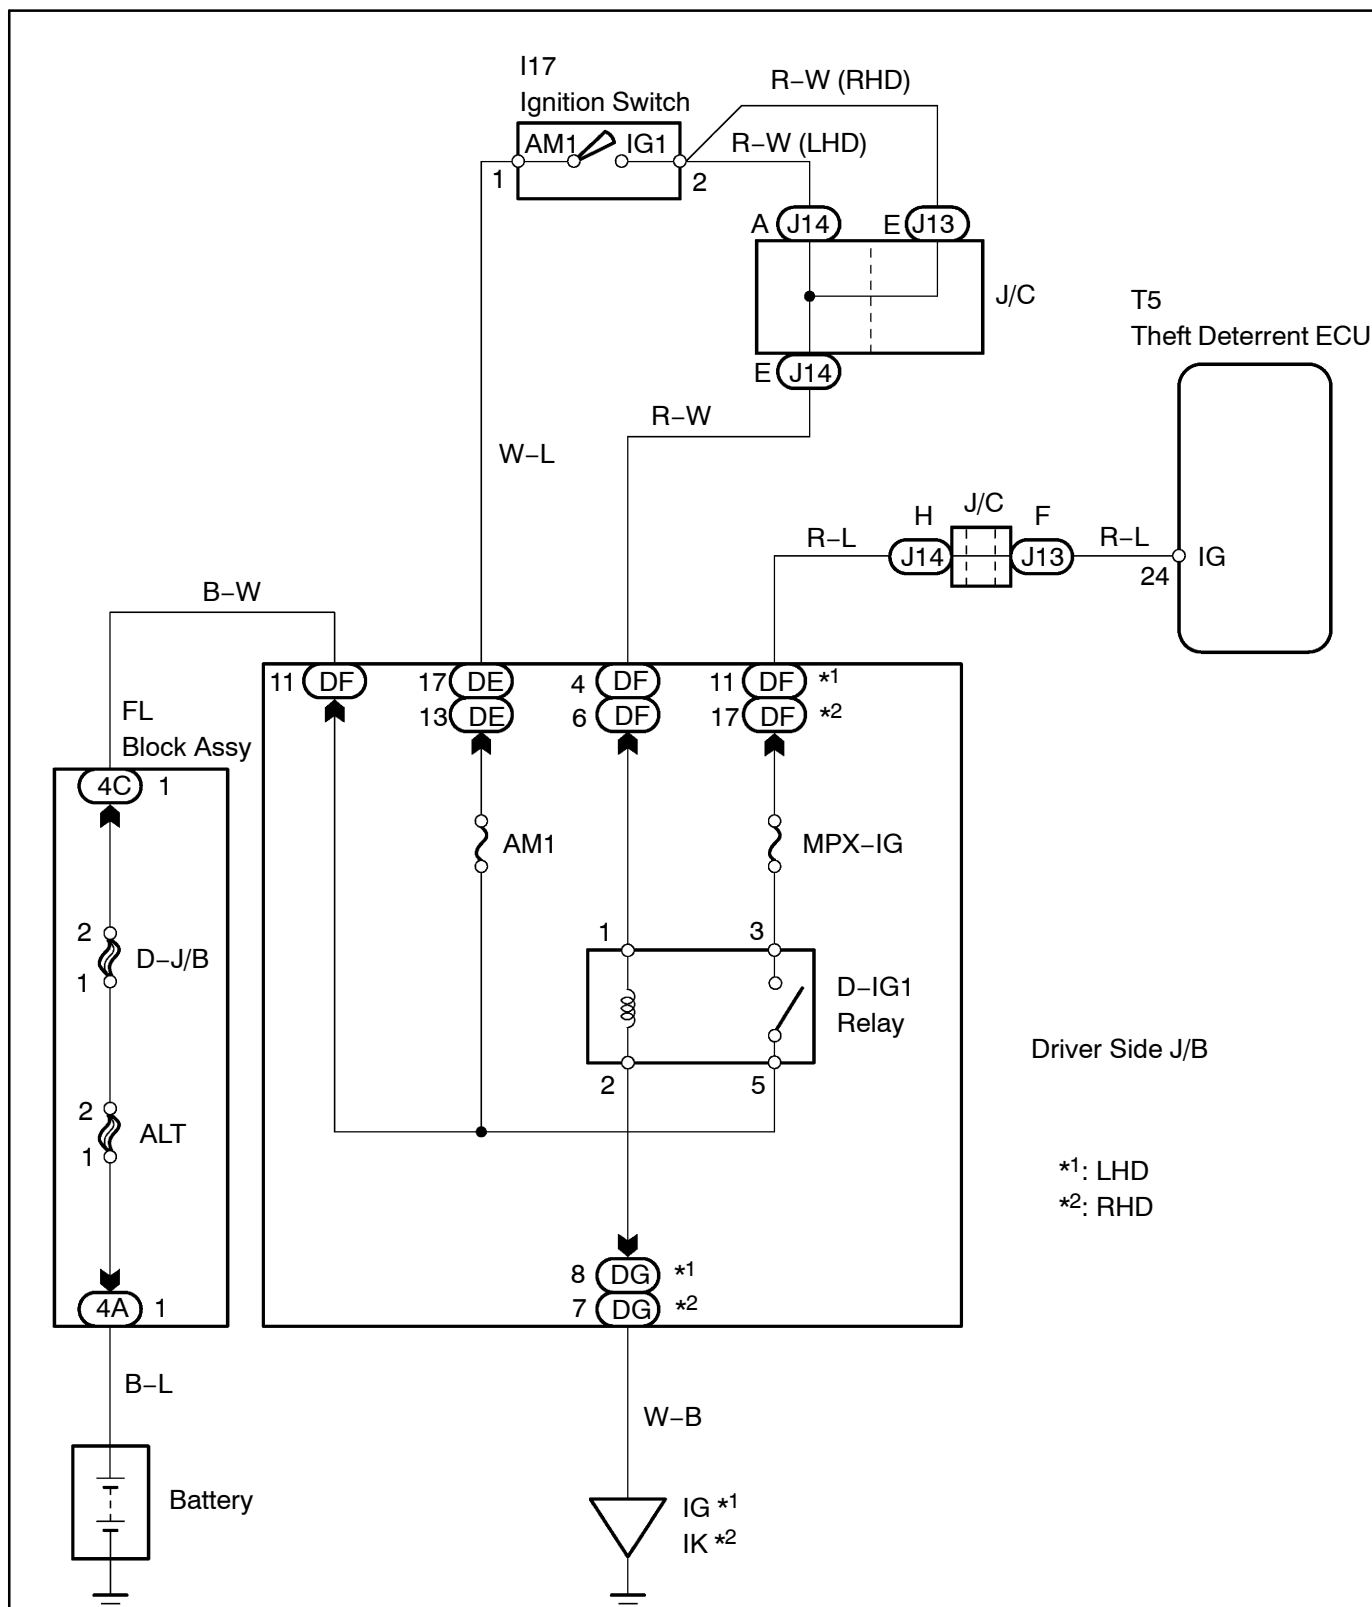 I17
Ignition Switch
R–W (RHD)
AM1 IG1
R–W (LHD)
1 2
A J14 E J13
J/C
T5
Theft Deterrent ECU
E J14
R–W
W–L
H J/C F
R–L J14 J13 R–L
24 IG
B–W
11 DF 17 DE 4 DF 11 DF *1
13 DE 6 DF 17 DF *2
FL
Block Assy
4C 1
AM1 MPX–IG
2 1 3
D–J/B
1
D–IG1
Relay
Driver Side J/B
2 5
2
ALT
1
*1: LHD
*2: RHD
8 DG *1
4A 1 7 DG *2
B–L
W–B
Battery
IG *1
IK *2